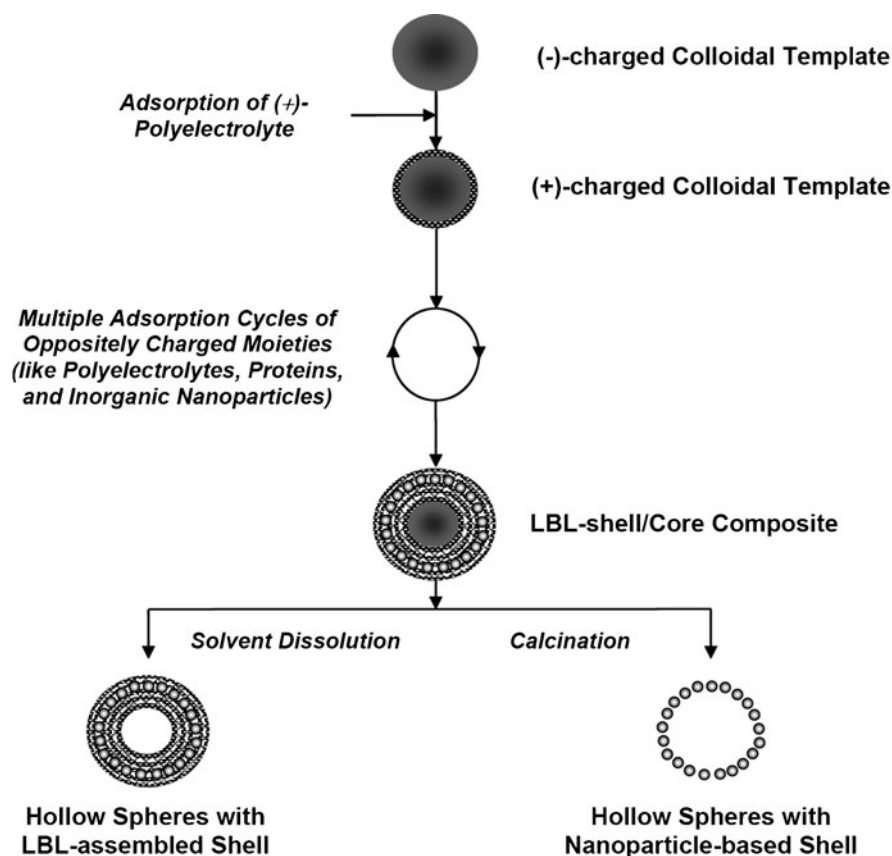 (-)-charged Colloidal Template
Adsorption of (+)-
Polyelectrolyte
(+)-charged Colloidal Template
Multiple Adsorption Cycles of
Oppositely Charged Moieties
(like Polyelectrolytes, Proteins,
and Inorganic Nanoparticles)
LBL-shell/Core Composite
Solvent Dissolution
Calcination
Hollow Spheres with
LBL-assembled Shell
Hollow Spheres with
Nanoparticle-based Shell